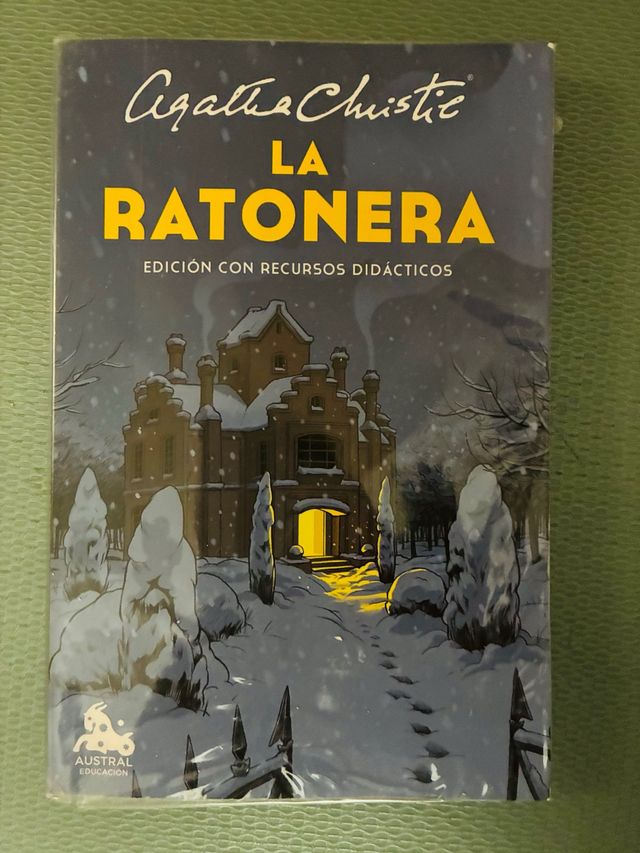 Agatha Christie®
LA
RATONERA
EDICIÓN CON RECURSOS DIDÁCTICOS
AUSTRAL
EDUCACIÓN